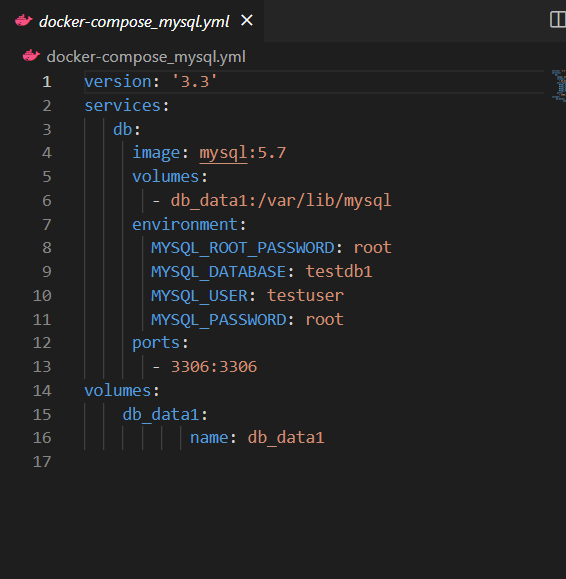 docker-compose_mysql.yml
docker-compose_mysql.yml
1 version: '3.3'
2 services:
3 db:
4 image: mysql:5.7
5 volumes:
6 - db_data1:/var/lib/mysql
7 environment:
8 MYSQL_ROOT_PASSWORD: root
9 MYSQL_DATABASE: testdb1
10 MYSQL_USER: testuser
11 MYSQL_PASSWORD: root
12 ports:
13 - 3306:3306
14 volumes:
15 db_data1:
16 name: db_data1
17